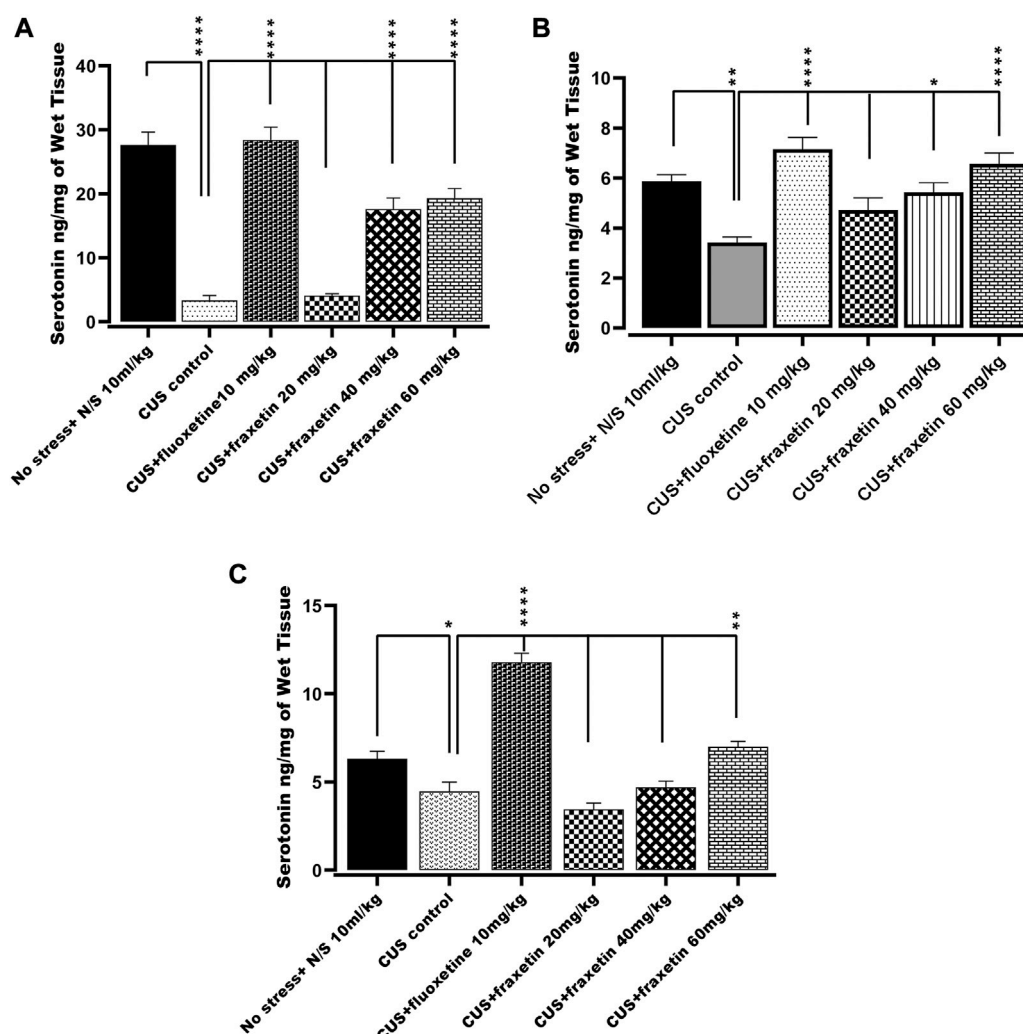 A
****
****
****
****
Serotonin ng/mg of Wet Tissue
40
30
20
10
0
No stress+ N/S 10ml/kg
CUS control
CUS+fluoxetine10 mg/kg
CUS+fraxetin 20 mg/kg
CUS+fraxetin 40 mg/kg
CUS+fraxetin 60 mg/kg
B
**
****
*
****
Serotonin ng/mg of Wet Tissue
10
8
6
4
2
0
No stress+ N/S 10ml/kg
CUS control
CUS+fluoxetine 10 mg/kg
CUS+fraxetin 20 mg/kg
CUS+fraxetin 40 mg/kg
CUS+fraxetin 60 mg/kg
C
*
****
**
Serotonin ng/mg of Wet Tissue
15
10
5
0
No stress+ N/S 10ml/kg
CUS control
CUS+fluoxetine 10mg/kg
CUS+fraxetin 20mg/kg
CUS+fraxetin 40mg/kg
CUS+fraxetin 60mg/kg